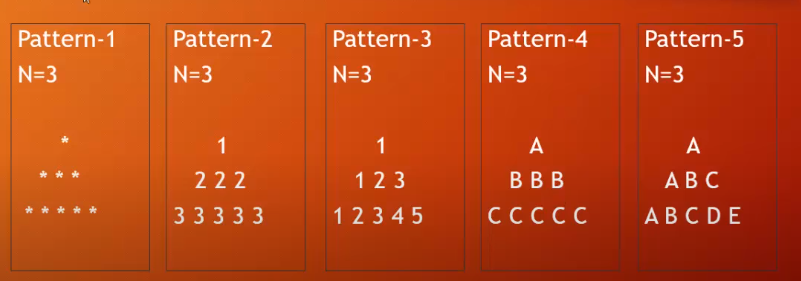 Pattern-1
N=3
*
* * *
* * * * *
Pattern-2
N=3
1
2 2 2
3 3 3 3 3
Pattern-3
N=3
1
1 2 3
1 2 3 4 5
Pattern-4
N=3
A
B B B
C C C C C
Pattern-5
N=3
A
A B C
A B C D E